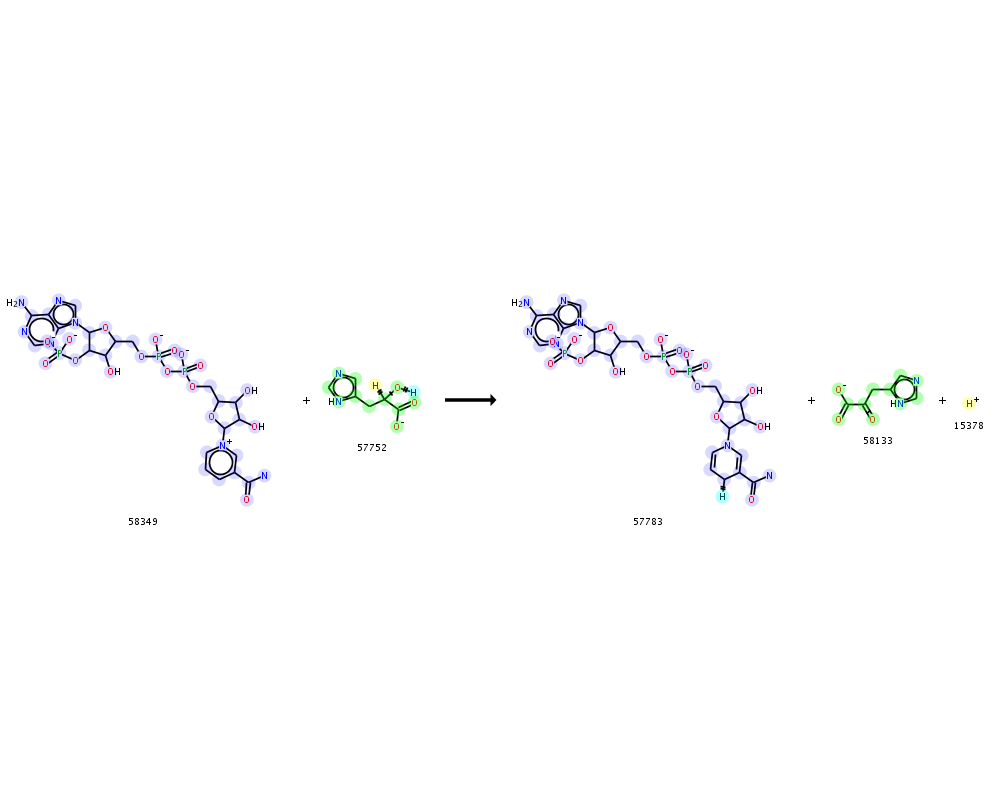 H₂N N N N N O O⁻ O⁻ O⁻ P O O OH O O⁻ P O O O⁻ P O O OH O OH N⁺ N O
58349
+
N HN H O H O O⁻
57752
H₂N N N N N O O⁻ O⁻ O⁻ P O O OH O O⁻ P O O O⁻ P O O OH O OH N N O H
57783
+
O⁻ O O HN N
58133
+
H⁺
15378